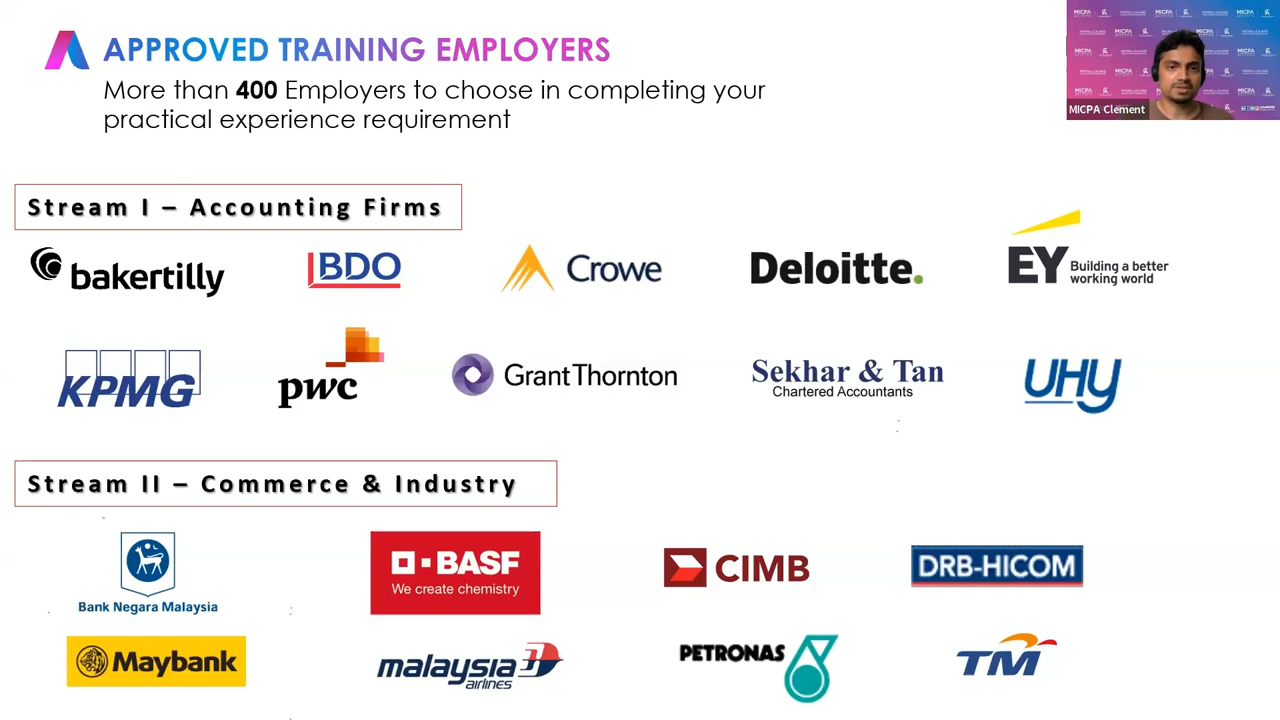 APPROVED TRAINING EMPLOYERS
More than 400 Employers to choose in completing your
practical experience requirement
MICPA Clement
Stream I – Accounting Firms
bakertilly
BDO
Crowe
Deloitte.
EY Building a better
working world
KPMG
pwc
Grant Thornton
Sekhar & Tan
Chartered Accountants
UHY
Stream II – Commerce & Industry
Bank Negara Malaysia
BASF
We create chemistry
CIMB
DRB-HICOM
Maybank
malaysia
airlines
PETRONAS
TM